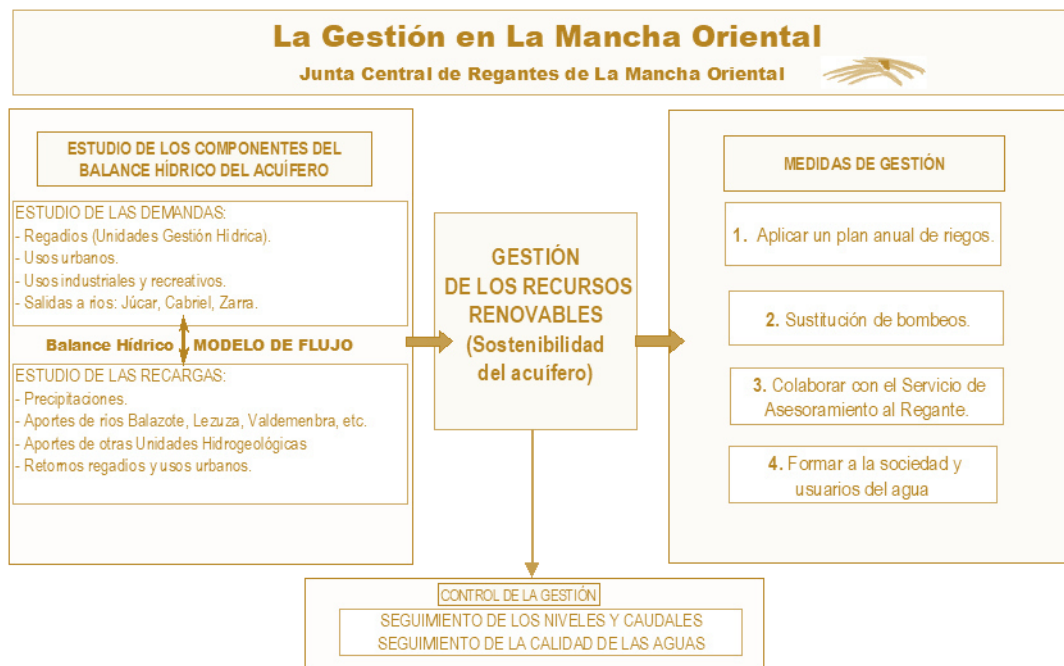 La Gestión en La Mancha Oriental
Junta Central de Regantes de La Mancha Oriental
ESTUDIO DE LOS COMPONENTES DEL
BALANCE HÍDRICO DEL ACUÍFERO
ESTUDIO DE LAS DEMANDAS:
- Regadíos (Unidades Gestión Hídrica).
- Usos urbanos.
- Usos industriales y recreativos.
- Salidas a ríos: Júcar, Cabriel, Zarra.
Balance Hídrico MODELO DE FLUJO
ESTUDIO DE LAS RECARGAS:
- Precipitaciones.
- Aportes de ríos Balazote, Lezuza, Valdemenbra, etc.
- Aportes de otras Unidades Hidrogeológicas
- Retornos regadíos y usos urbanos.
GESTIÓN
DE LOS RECURSOS
RENOVABLES
(Sostenibilidad
del acuífero)
MEDIDAS DE GESTIÓN
1. Aplicar un plan anual de riegos.
2. Sustitución de bombeos.
3. Colaborar con el Servicio de
Asesoramiento al Regante.
4. Formar a la sociedad y
usuarios del agua
CONTROL DE LA GESTIÓN
SEGUIMIENTO DE LOS NIVELES Y CAUDALES
SEGUIMIENTO DE LA CALIDAD DE LAS AGUAS